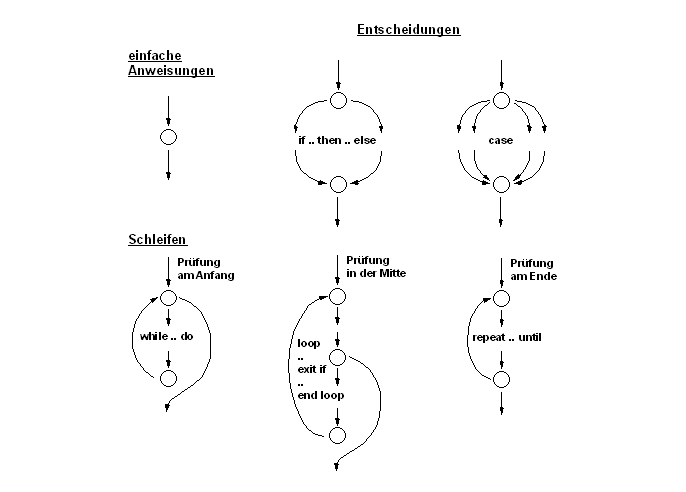 Entscheidungen
einfache
Anweisungen
if .. then .. else
case
Schleifen
Prüfung
am Anfang
while .. do
Prüfung
in der Mitte
loop
..
exit if
..
end loop
Prüfung
am Ende
repeat .. until